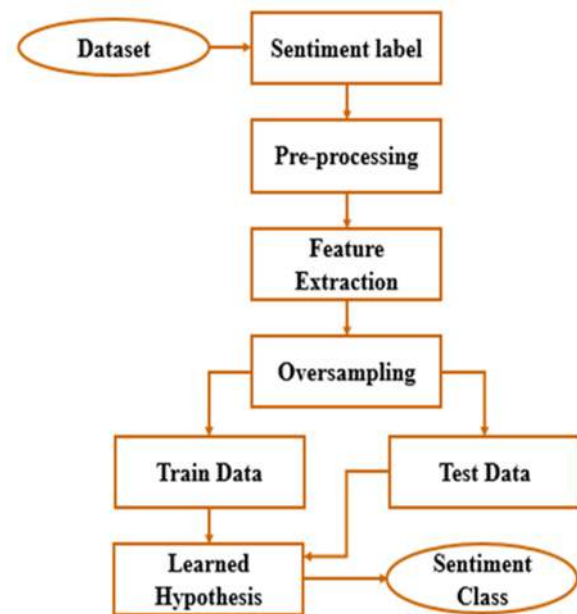 Dataset
Sentiment label
Pre-processing
Feature
Extraction
Oversampling
Train Data
Test Data
Learned
Hypothesis
Sentiment
Class